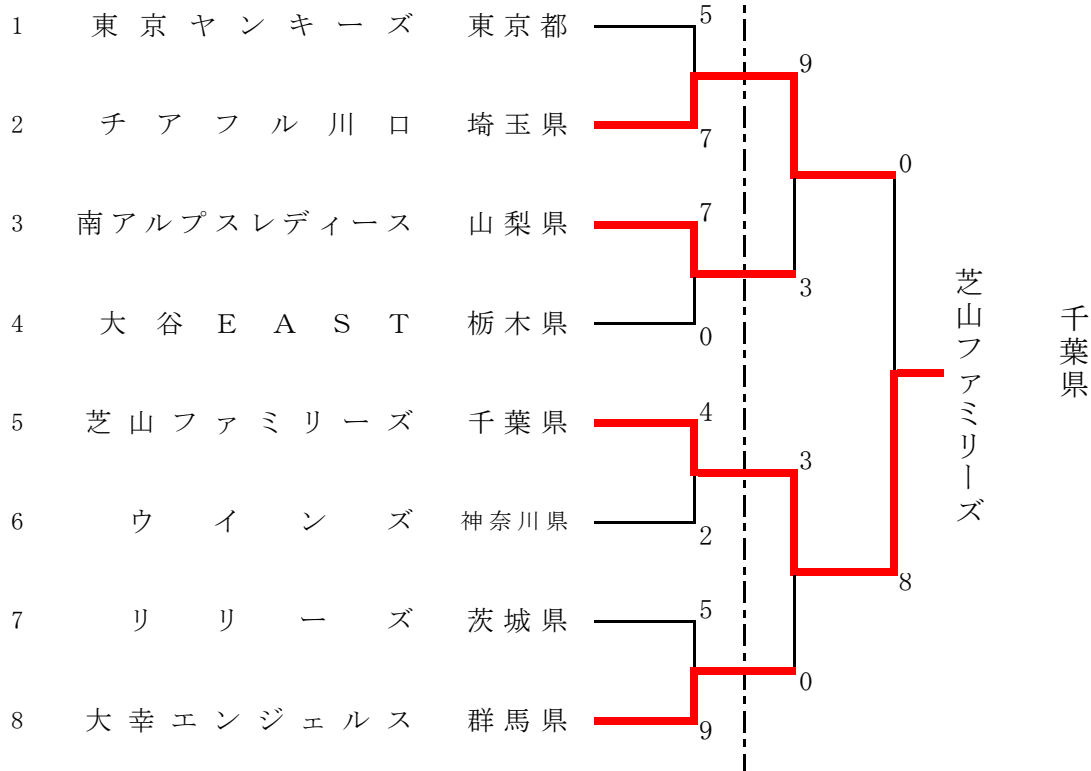 1 東京ヤンキーズ 東京都 5
9
2 チアフル川口 埼玉県 7
0
3 南アルプスレディース 山梨県 7
3
4 大谷EAST 栃木県 0
芝山ファミリーズ 千葉県
5 芝山ファミリーズ 千葉県 4
3
6 ウインズ 神奈川県 2
8
7 リリーズ 茨城県 5
0
8 大幸エンジェルス 群馬県 9